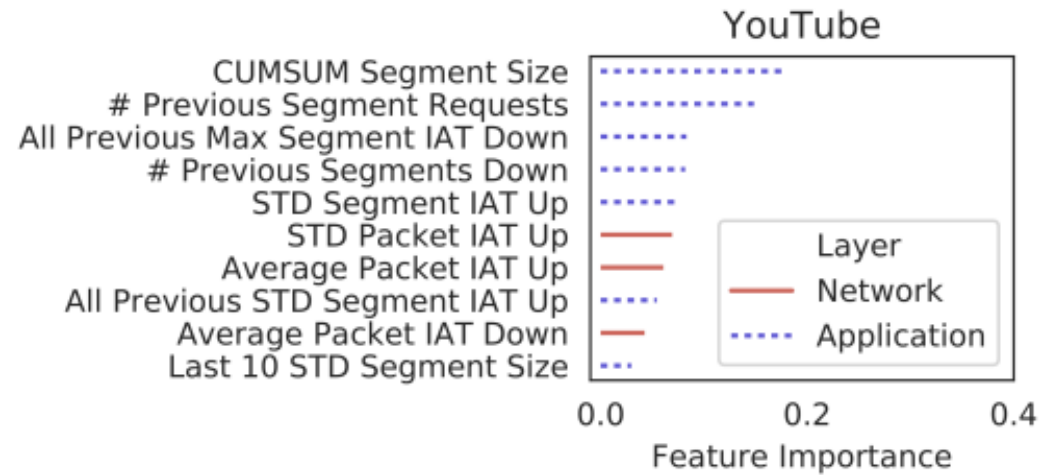 YouTube
CUMSUM Segment Size
# Previous Segment Requests
All Previous Max Segment IAT Down
# Previous Segments Down
STD Segment IAT Up
STD Packet IAT Up
Average Packet IAT Up
All Previous STD Segment IAT Up
Average Packet IAT Down
Last 10 STD Segment Size
Layer
Network
Application
0.0 0.2 0.4
Feature Importance